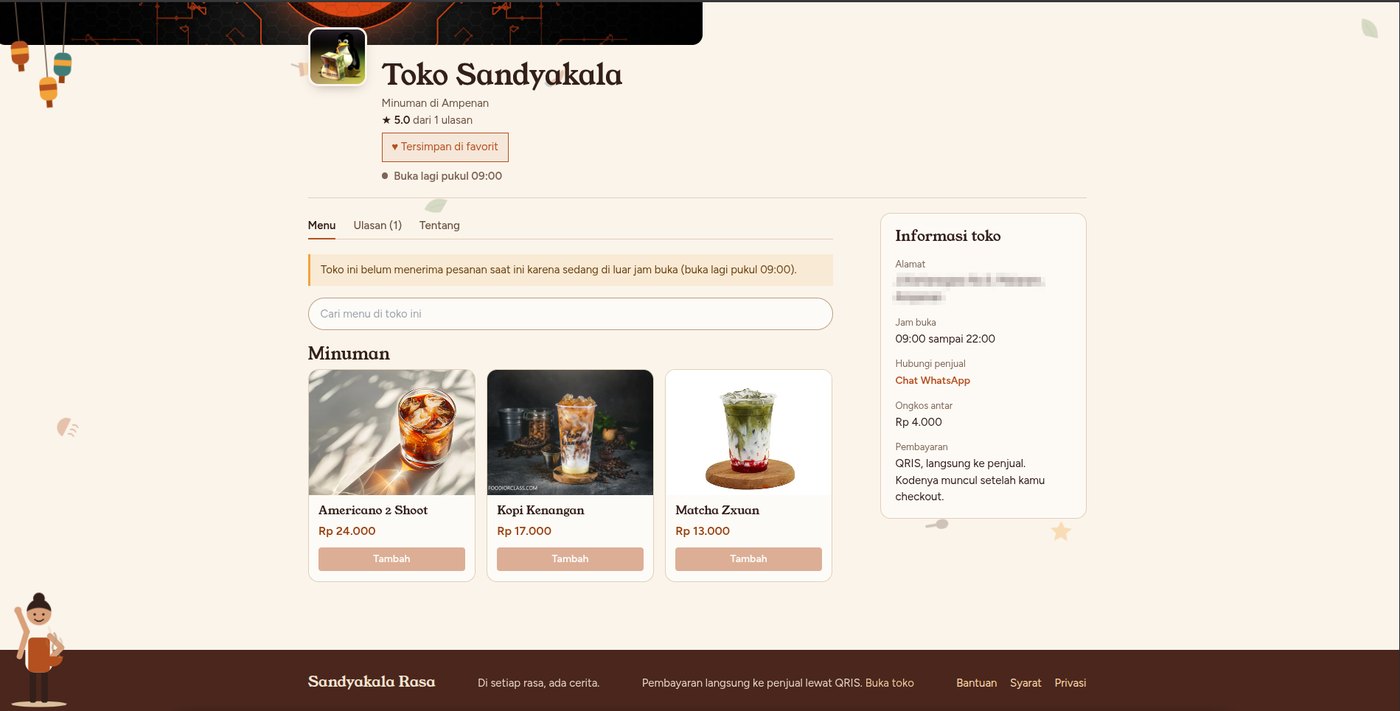 Toko Sandyakala
Minuman di Ampenan
★ 5.0 dari 1 ulasan
♥ Tersimpan di favorit
Buka lagi pukul 09:00
Menu Ulasan (1) Tentang
Toko ini belum menerima pesanan saat ini karena sedang di luar jam buka (buka lagi pukul 09:00).
Cari menu di toko ini
Minuman
FOODIORCLASS.COM
Americano 2 Shoot
Rp 24.000
Tambah
Kopi Kenangan
Rp 17.000
Tambah
Matcha Zxuan
Rp 13.000
Tambah
Informasi toko
Alamat
Jam buka
09:00 sampai 22:00
Hubungi penjual
Chat WhatsApp
Ongkos antar
Rp 4.000
Pembayaran
QRIS, langsung ke penjual.
Kodenya muncul setelah kamu
checkout.
Sandyakala Rasa
Di setiap rasa, ada cerita.
Pembayaran langsung ke penjual lewat QRIS. Buka toko
Bantuan Syarat Privasi